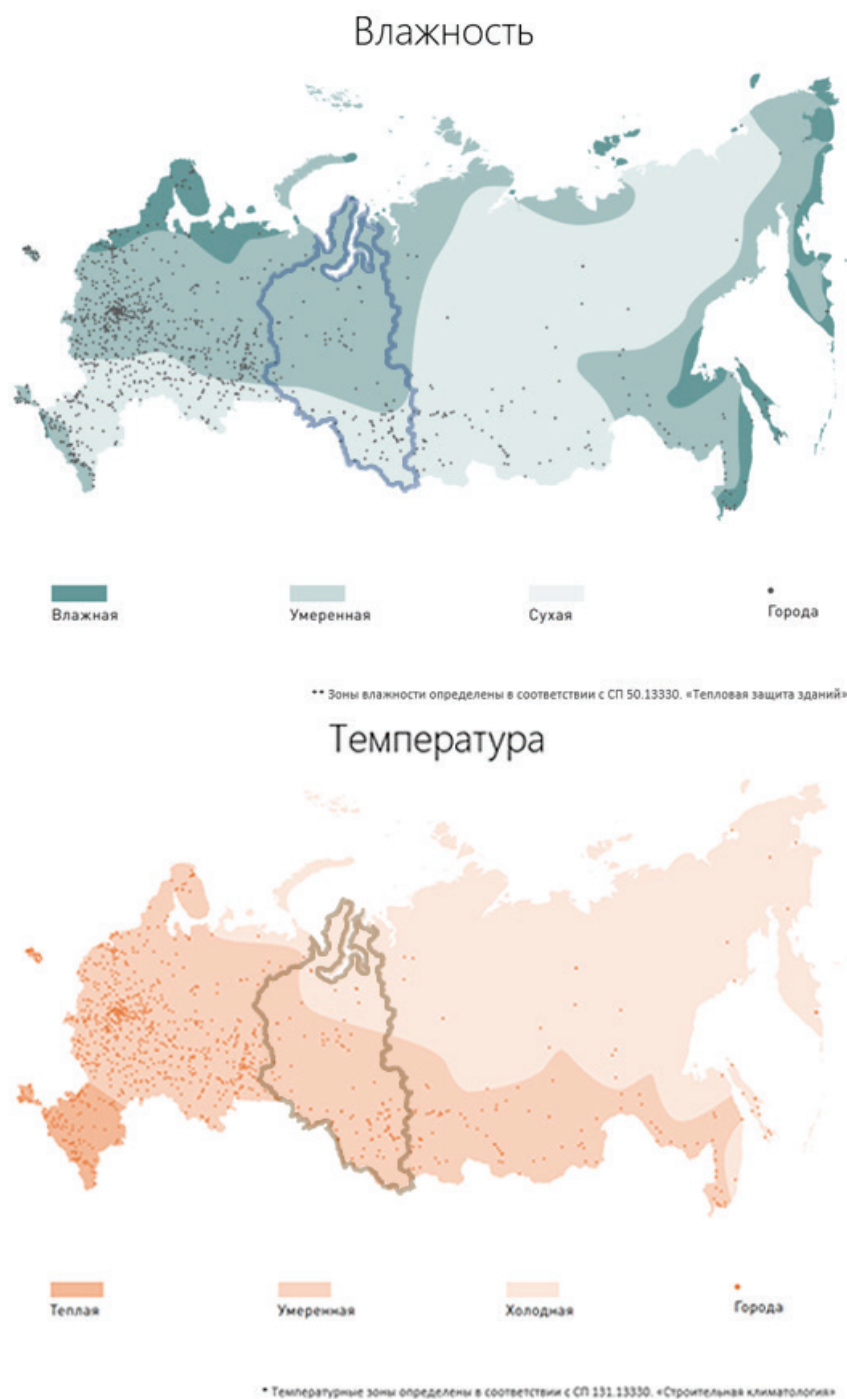 Влажность
Влажная
Умеренная
Сухая
Города
** Зоны влажности определены в соответствии с СП 50.13330. «Тепловая защита зданий»
Температура
Теплая
Умеренная
Холодная
Города
* Температурные зоны определены в соответствии с СП 131.13330. «Строительная климатология»